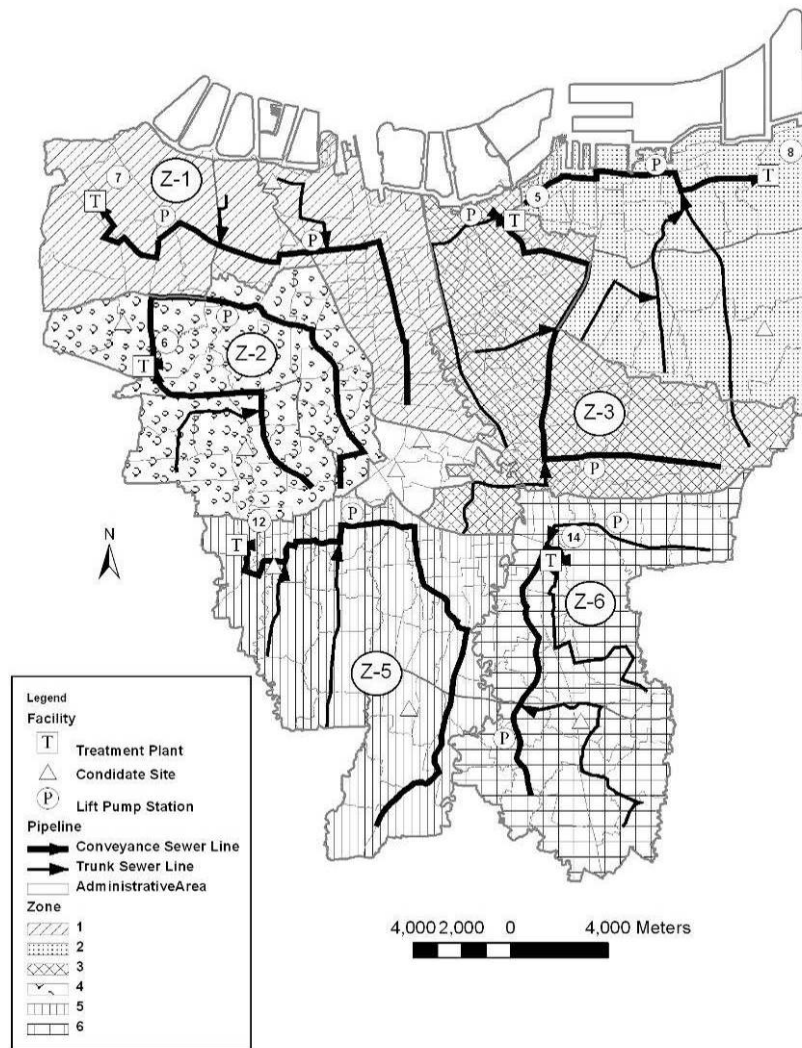 8
P
7
Z-1
T
T
5
P
P
T
P
P
6
Z-2
T
Z-3
P
12
P
P
T
14
T
N
Z-6
Z-5
P
Legend
Facility
T Treatment Plant
Candidate Site
P Lift Pump Station
Pipeline
Conveyance Sewer Line
Trunk Sewer Line
AdministrativeArea
Zone
1
2
3
4
5
6
4,000 2,000 0 4,000 Meters